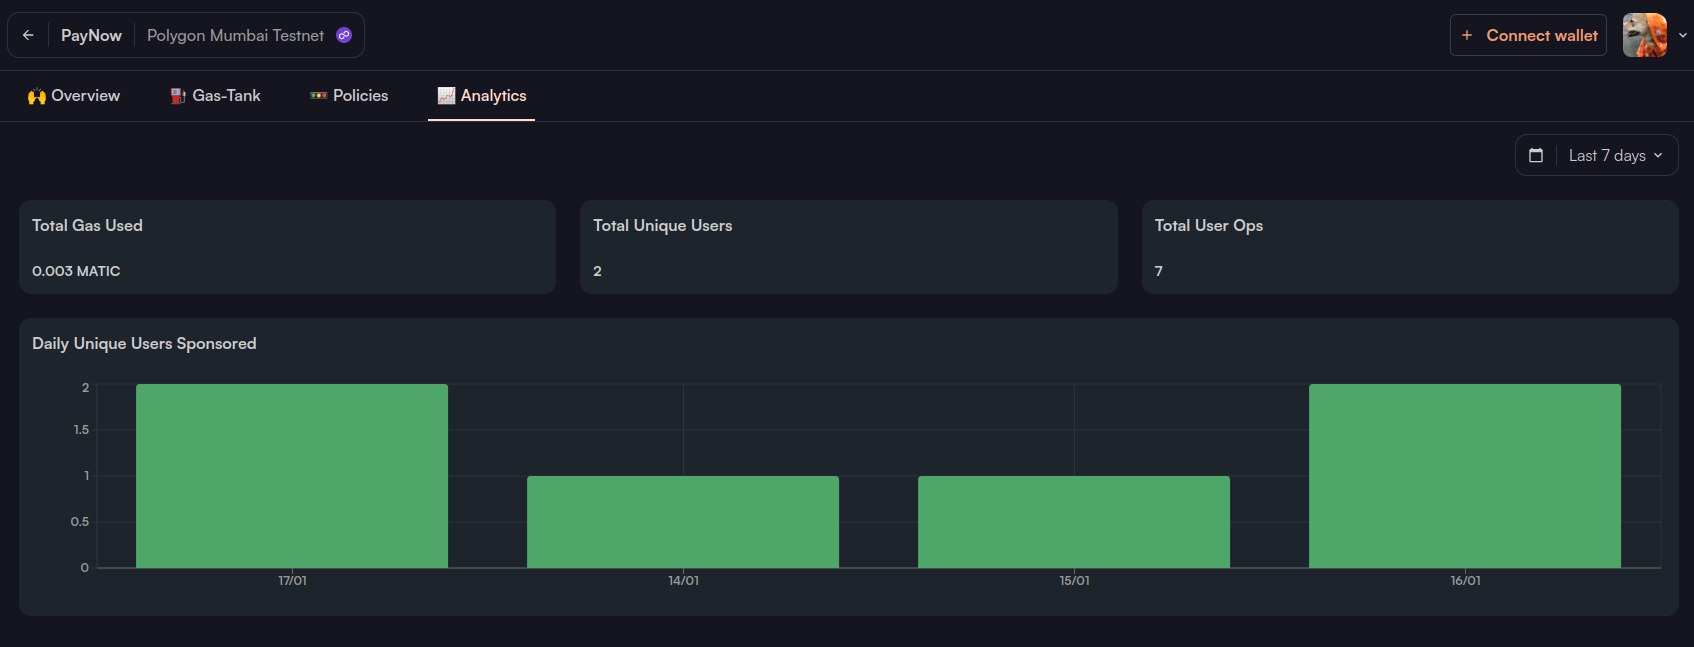 PayNow Polygon Mumbai Testnet
+ Connect wallet
Overview Gas-Tank Policies Analytics
Last 7 days
Total Gas Used
0.003 MATIC
Total Unique Users
2
Total User Ops
7
Daily Unique Users Sponsored
2
1.5
1
0.5
0
17/01 14/01 15/01 16/01